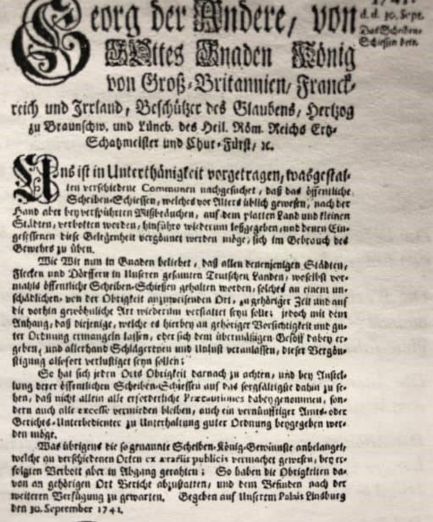 Georg der Andere, von
GOttes Gnaden König
von Groß-Britannien, Franck-
reich und Irrland, Beschützer des Glaubens, Hertzog
zu Braunschw. und Lüneb. des Heil. Röm. Reichs Ertz-
Schatzmeister und Chur-Fürst, ꝛc.
1741.
d. d. 30. Sept.
Das Scheiben-
Schiessen betr.
Uns ist in Unterthänigkeit vorgetragen, wasgestal-
ten verschiedene Communen nachgesuchet, daß das öffentliche
Scheiben-Schiessen, welches vor Alters üblich gewesen, nach der
Hand aber bey verspührten Mißbräuchen, auf dem platten Land und kleinen
Städten, verbotten worden, hinführo wiederum loßgegeben, und denen Ein-
gesessenen diese Gelegenheit vergönnet werden möge, sich im Gebrauch des
Gewehrs zu üben.
Wie Wir nun in Gnaden beliebet, daß allen denenjenigen Städten,
Flecken und Dörffern in Unseren gesamten Teutschen Landen, woselbst vor-
mahls öffentliche Scheiben-Schiessen gehalten worden, solches an einem un-
schädlichen, von der Obrigkeit anzuweisenden Ort, zu gehöriger Zeit und auf
die vorhin gewöhnliche Art wiederum verstattet seyn solle; jedoch mit dem
Anhang, daß diejenige, welche es hierbey an gehöriger Vorsichtigkeit und gu-
ter Ordnung ermangeln lassen, oder sich dem übermäßigen Gesöff dabey er-
geben, und allerhand Schlägereyen und Unlust veranlassen, dieser Vergön-
stigung allesfort verlustiget seyn sollen;
So hat sich jeden Orts Obrigkeit darnach zu achten, und bey Anstel-
lung derer öffentlichen Scheiben-Schiessen auf das sorgfältigste dahin zu se-
hen, daß nicht allein alle erforderliche Præcautiones dabey genommen, son-
dern auch alle excesse vermieden bleiben, auch ein vernünfftiger Amts- oder
Gerichts-Unterbedienter zu Unterhaltung guter Ordnung beygegeben wer-
den möge.
Was übrigens die so genannte Scheiben-König-Gewinnste anbelanget,
welche an verschiedenen Orten ex ærariis publicis vermachet gewesen, bey er-
folgten Verbott aber in Abgang gerathen; So haben die Obrigkeiten da-
von an gehörigen Ort Bericht abzustatten, und dem Befinden nach der
weiteren Verfügung zu gewarten. Gegeben auf Unserem Palais Linsburg
den 30. September 1741.